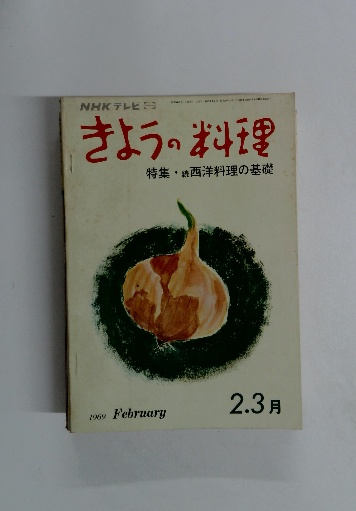 NHKテレビ
きょうの料理
特集・続西洋料理の基礎
2.3月
1969 February